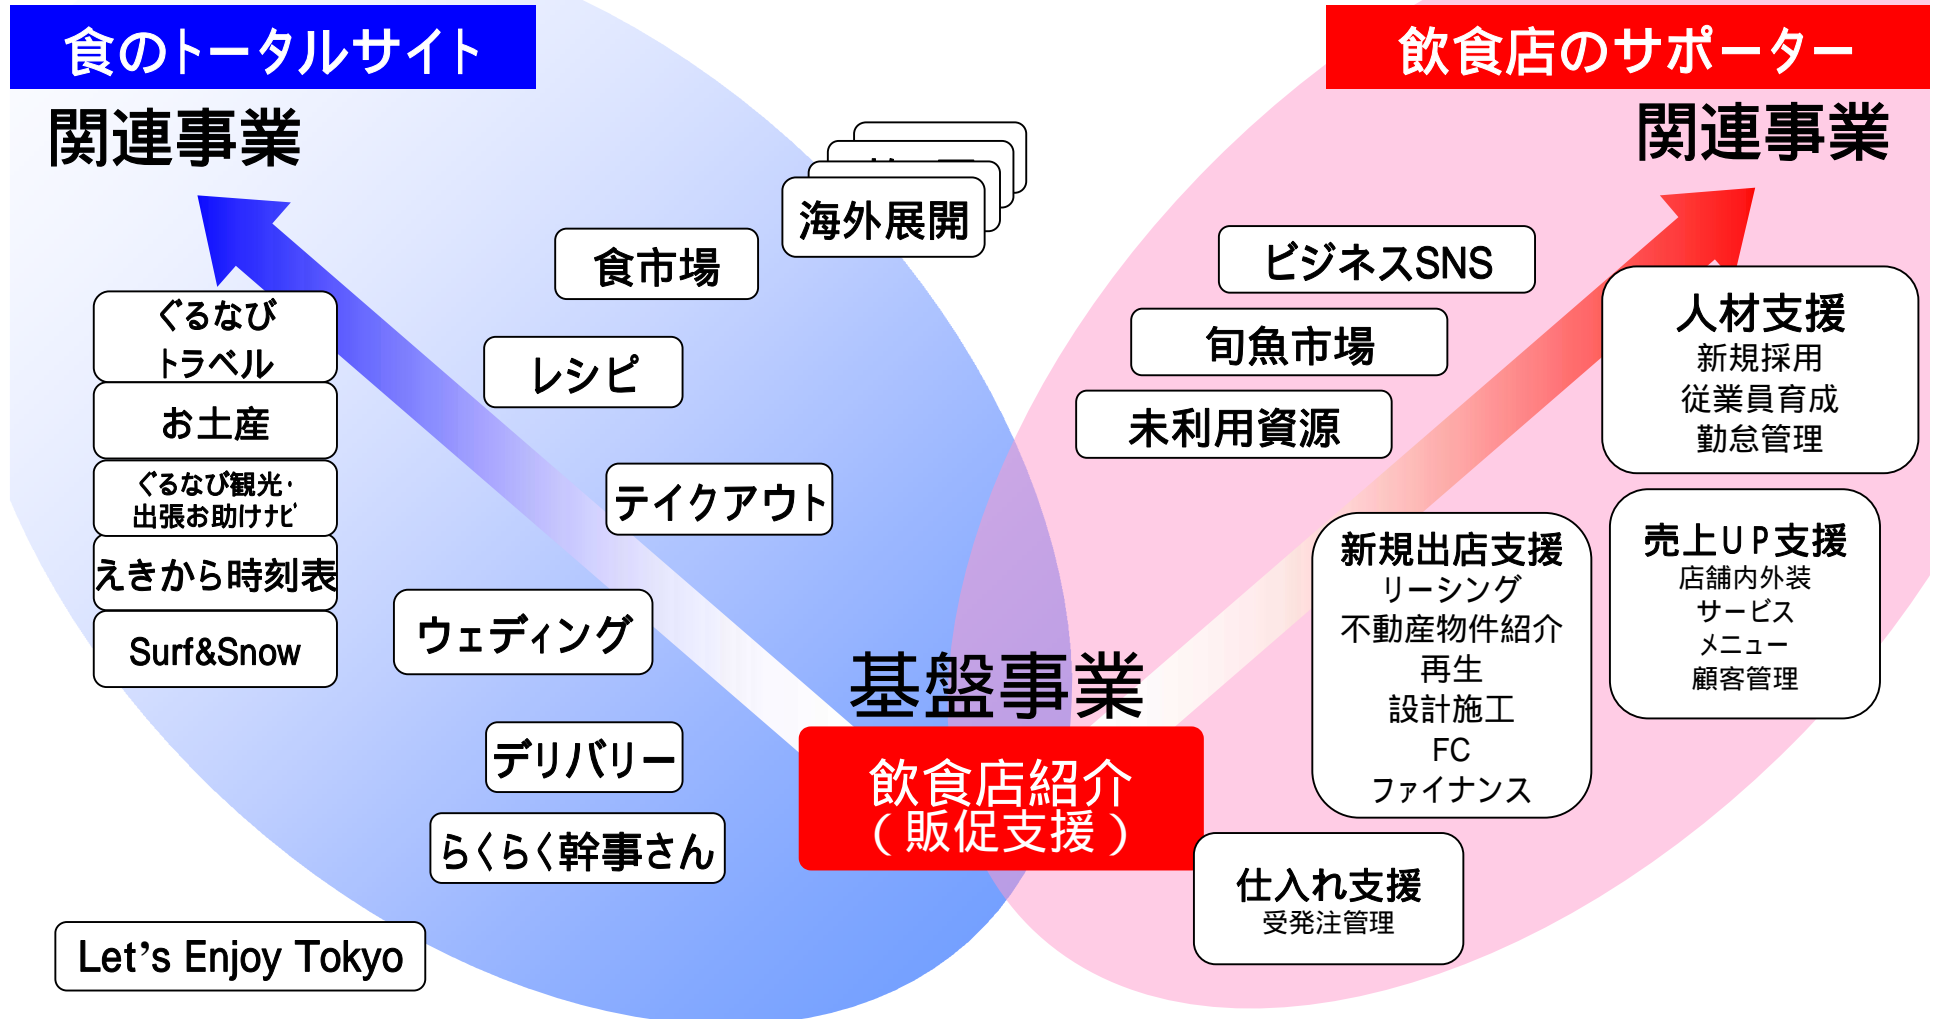 食のトータルサイト
関連事業
飲食店のサポーター
関連事業
海外展開
食市場
レシピ
テイクアウト
ウェディング
デリバリー
らくらく幹事さん
ぐるなび
トラベル
お土産
ぐるなび観光・
出張お助けナビ
えきから時刻表
Surf&Snow
Let’s Enjoy Tokyo
基盤事業
飲食店紹介
（販促支援）
ビジネスSNS
旬魚市場
未利用資源
人材支援
新規採用
従業員育成
勤怠管理
新規出店支援
リーシング
不動産物件紹介
再生
設計施工
FC
ファイナンス
売上UP支援
店舗内外装
サービス
メニュー
顧客管理
仕入れ支援
受発注管理